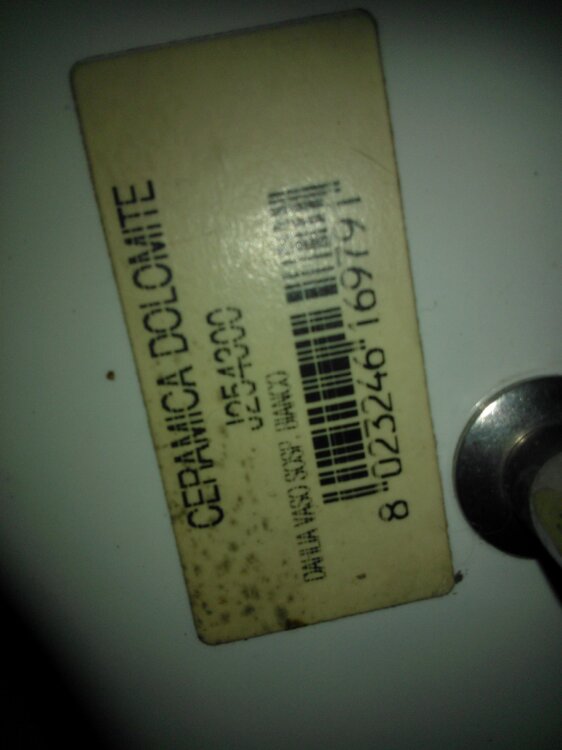 CERAMICA DOLOMITE
J254300
DAHLIA VASO SOSP. BIANCO
8 023246 169791